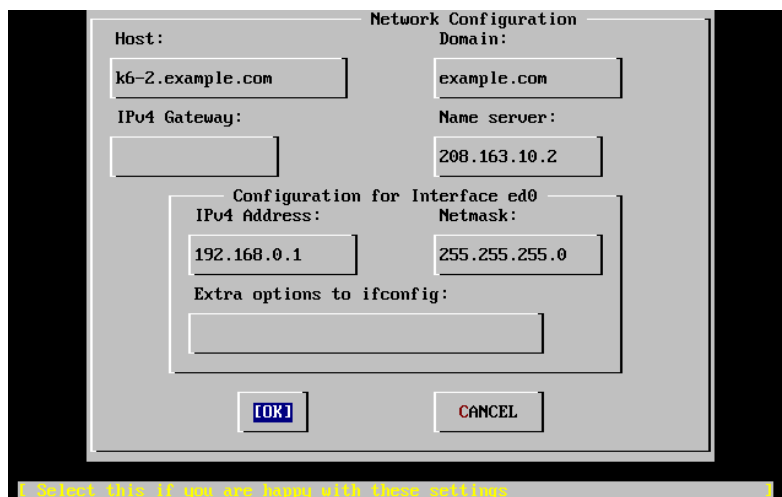 Network Configuration
Host: Domain:
k6-2.example.com example.com
IPv4 Gateway: Name server:
208.163.10.2
Configuration for Interface ed0
IPv4 Address: Netmask:
192.168.0.1 255.255.255.0
Extra options to ifconfig:
[OK] CANCEL
[ Select this if you are happy with these settings ]